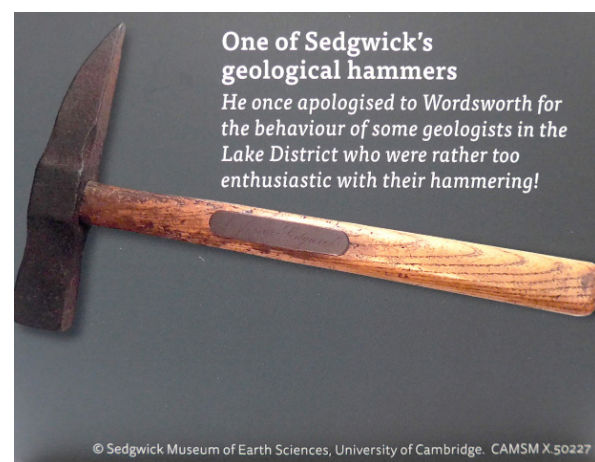 One of Sedgwick's
geological hammers
He once apologised to Wordsworth for
the behaviour of some geologists in the
Lake District who were rather too
enthusiastic with their hammering!
© Sedgwick Museum of Earth Sciences, University of Cambridge. CAMSM X.50227